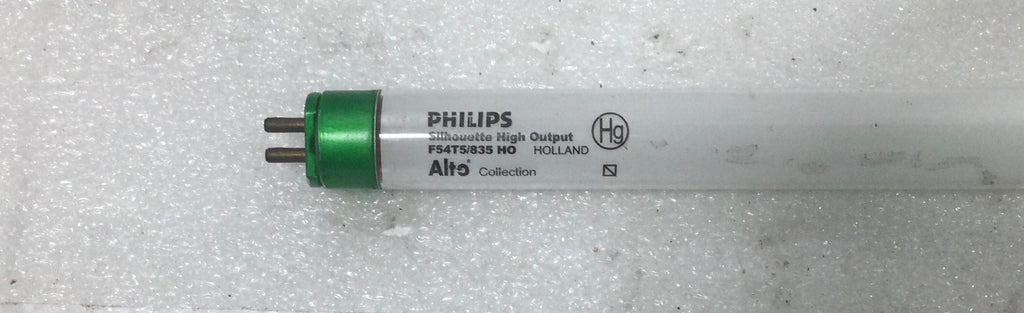 PHILIPS
Silhouette High Output
F54T5/835 HO HOLLAND
Hg
Alto® Collection